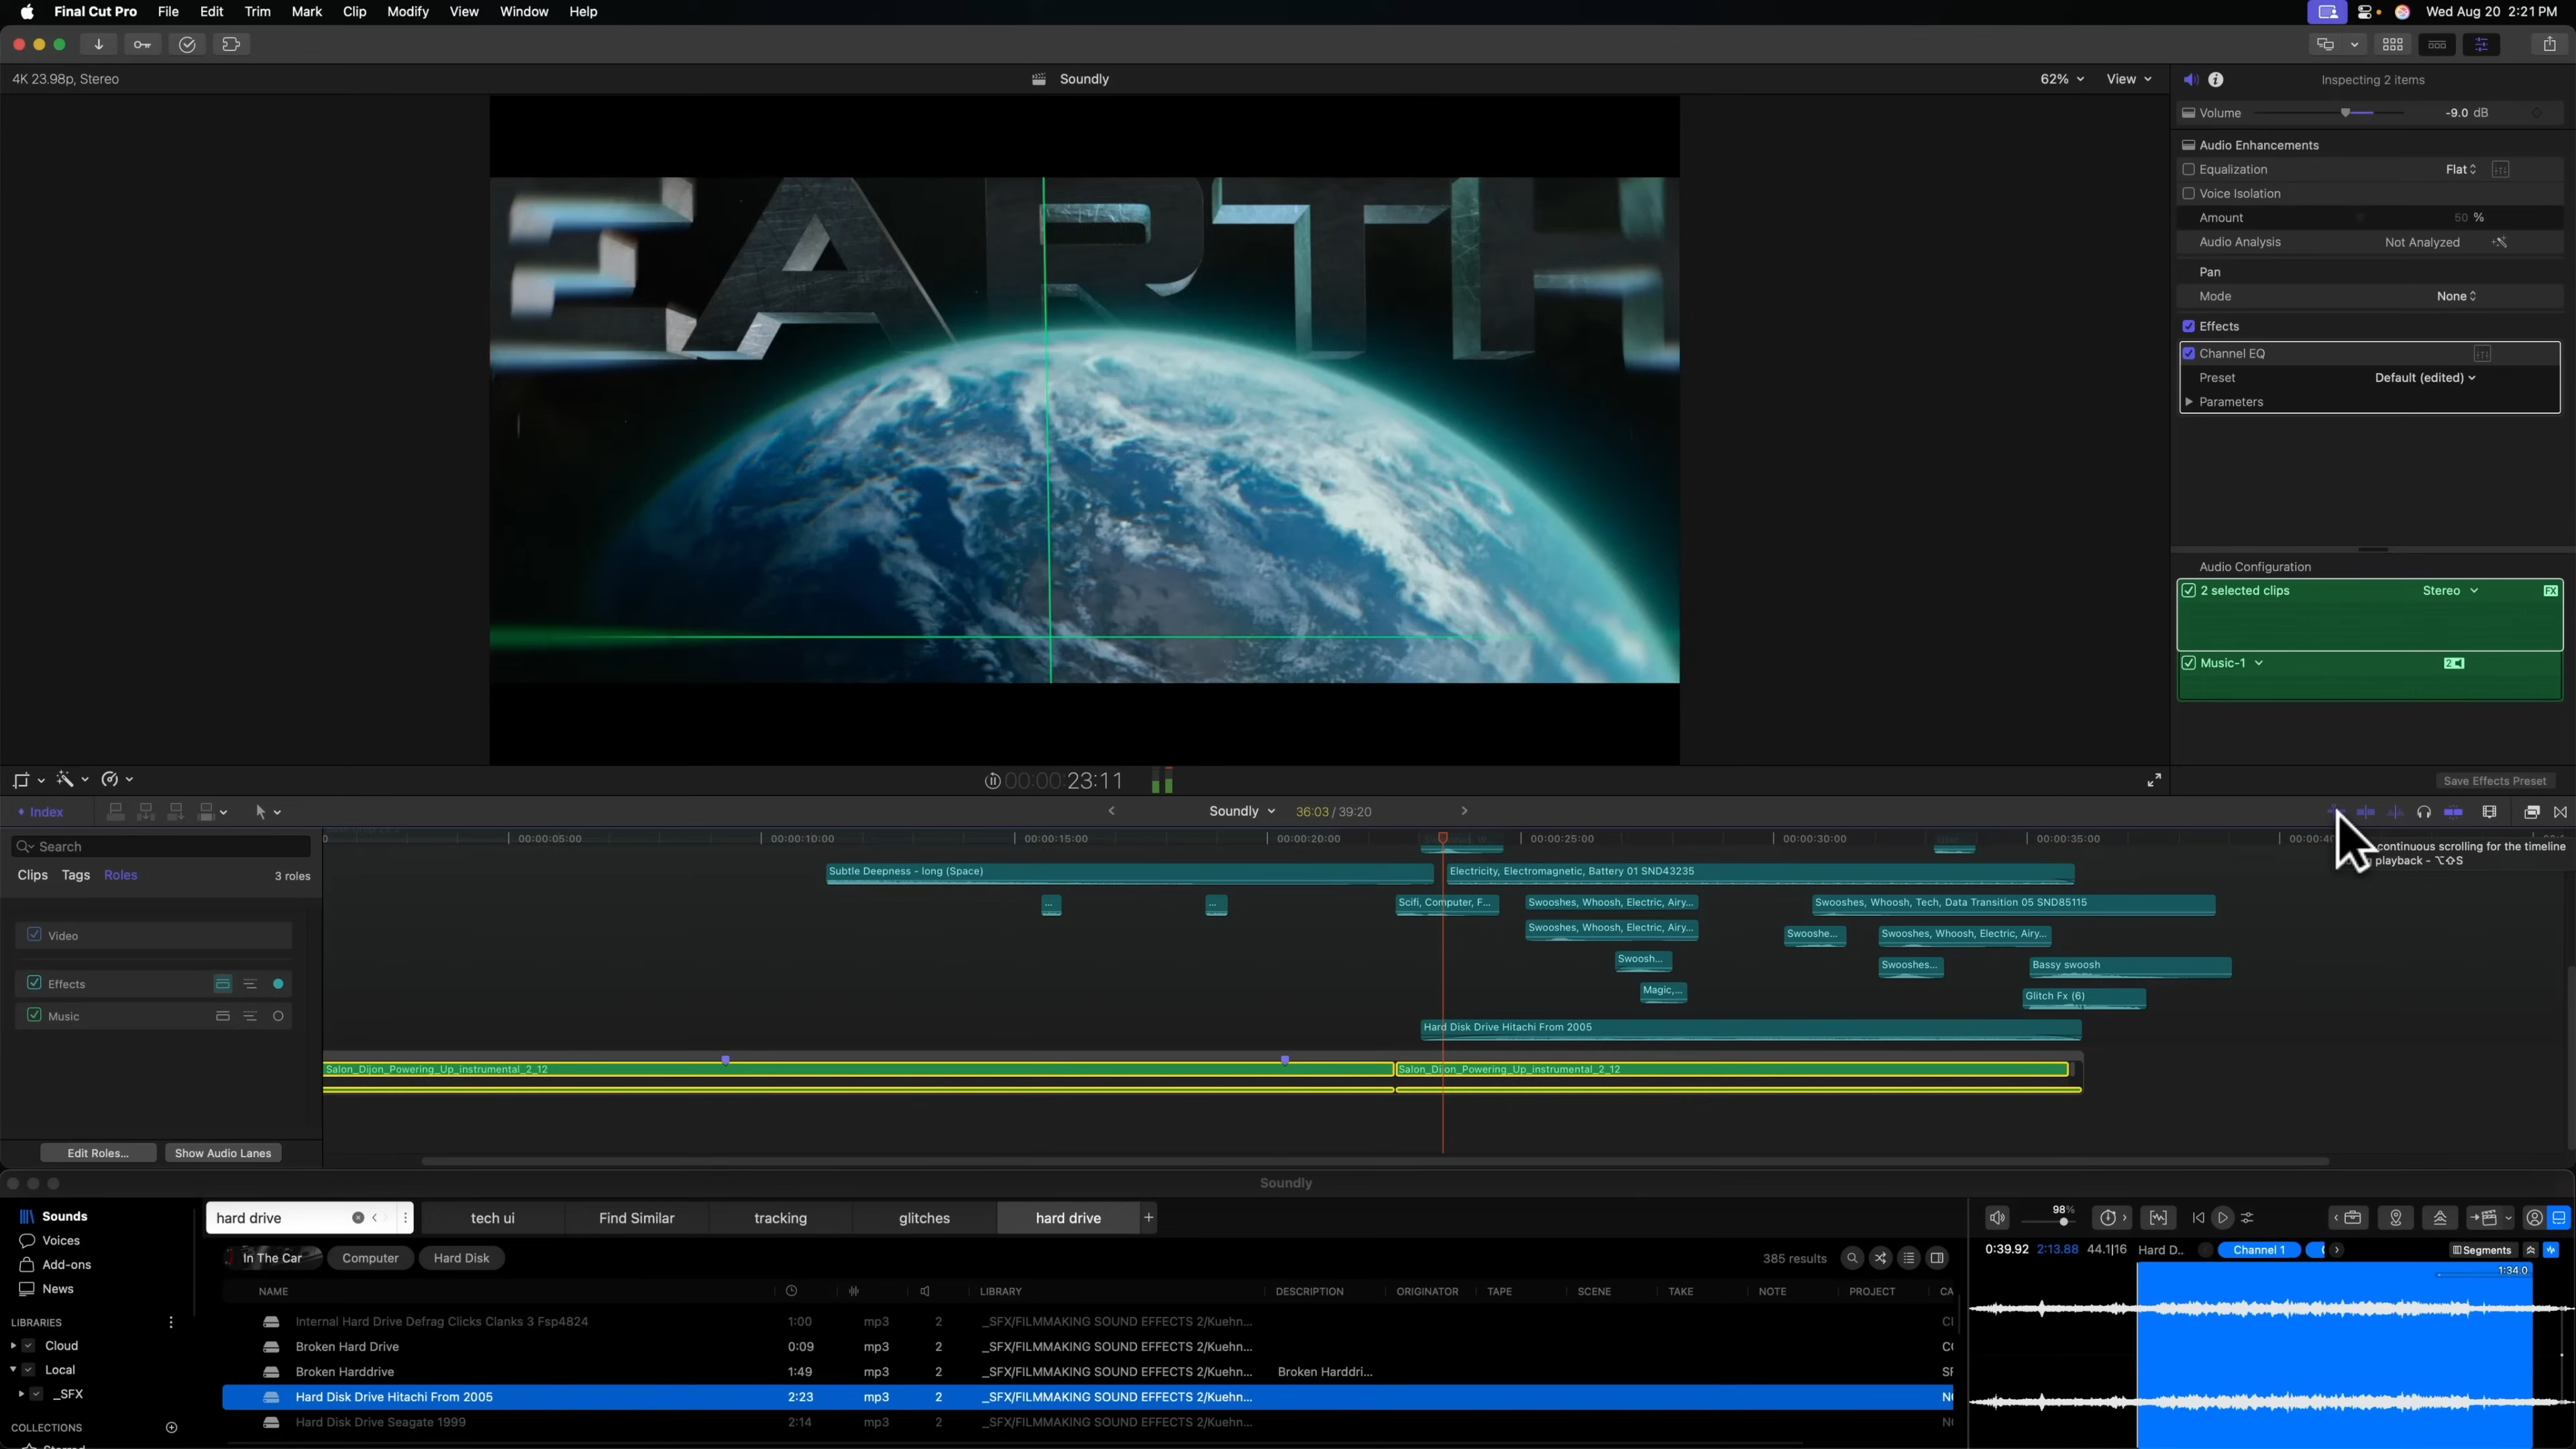 Final Cut Pro File Edit Trim Mark Clip Modify View Window Help
Wed Aug 20 2:21 PM
4K 23.98p, Stereo
Soundly
62%
View
Inspecting 2 items
Volume
-9.0 dB
Audio Enhancements
Equalization
Flat
Voice Isolation
Amount
50 %
Audio Analysis
Not Analyzed
Pan
Mode
None
Effects
Channel EQ
Preset
Default (edited)
Parameters
EARTH
Audio Configuration
2 selected clips
Stereo
FX
Music-1
2
00:00:23:11
Save Effects Preset
Index
Soundly
36:03 / 39:20
Search
00:00:05:00
00:00:10:00
00:00:15:00
00:00:20:00
00:00:25:00
00:00:30:00
00:00:35:00
continuous scrolling for the timeline
playback - ⌥⇧S
Clips Tags Roles
3 roles
Subtle Deepness - long (Space)
Electricity, Electromagnetic, Battery 01 SND43235
...
...
Scifi, Computer, F...
Swooshes, Whoosh, Electric, Airy...
Swooshes, Whoosh, Tech, Data Transition 05 SND85115
Swooshes, Whoosh, Electric, Airy...
Swooshe...
Swooshes, Whoosh, Electric, Airy...
Video
Swoosh...
Swooshes...
Bassy swoosh
Effects
Magic,...
Glitch Fx (6)
Music
Hard Disk Drive Hitachi From 2005
Salon_Dijon_Powering_Up_instrumental_2_12
Salon_Dijon_Powering_Up_instrumental_2_12
Edit Roles...
Show Audio Lanes
Soundly
Sounds
Voices
Add-ons
News
LIBRARIES
Cloud
Local
_SFX
COLLECTIONS
hard drive
tech ui
Find Similar
tracking
glitches
hard drive
+
98%
In The Car
Computer
Hard Disk
385 results
0:39.92 2:13.88 44.1|16 Hard D..
Channel 1
Segments
1:34.0
NAME LIBRARY DESCRIPTION ORIGINATOR TAPE SCENE TAKE NOTE PROJECT CA
Internal Hard Drive Defrag Clicks Clanks 3 Fsp4824 1:00 mp3 2 _SFX/FILMMAKING SOUND EFFECTS 2/Kuehn...
Broken Hard Drive 0:09 mp3 2 _SFX/FILMMAKING SOUND EFFECTS 2/Kuehn...
Broken Harddrive 1:49 mp3 2 _SFX/FILMMAKING SOUND EFFECTS 2/Kuehn... Broken Harddri...
Hard Disk Drive Hitachi From 2005 2:23 mp3 2 _SFX/FILMMAKING SOUND EFFECTS 2/Kuehn...
Hard Disk Drive Seagate 1999 2:14 mp3 2 _SFX/FILMMAKING SOUND EFFECTS 2/Kuehn...